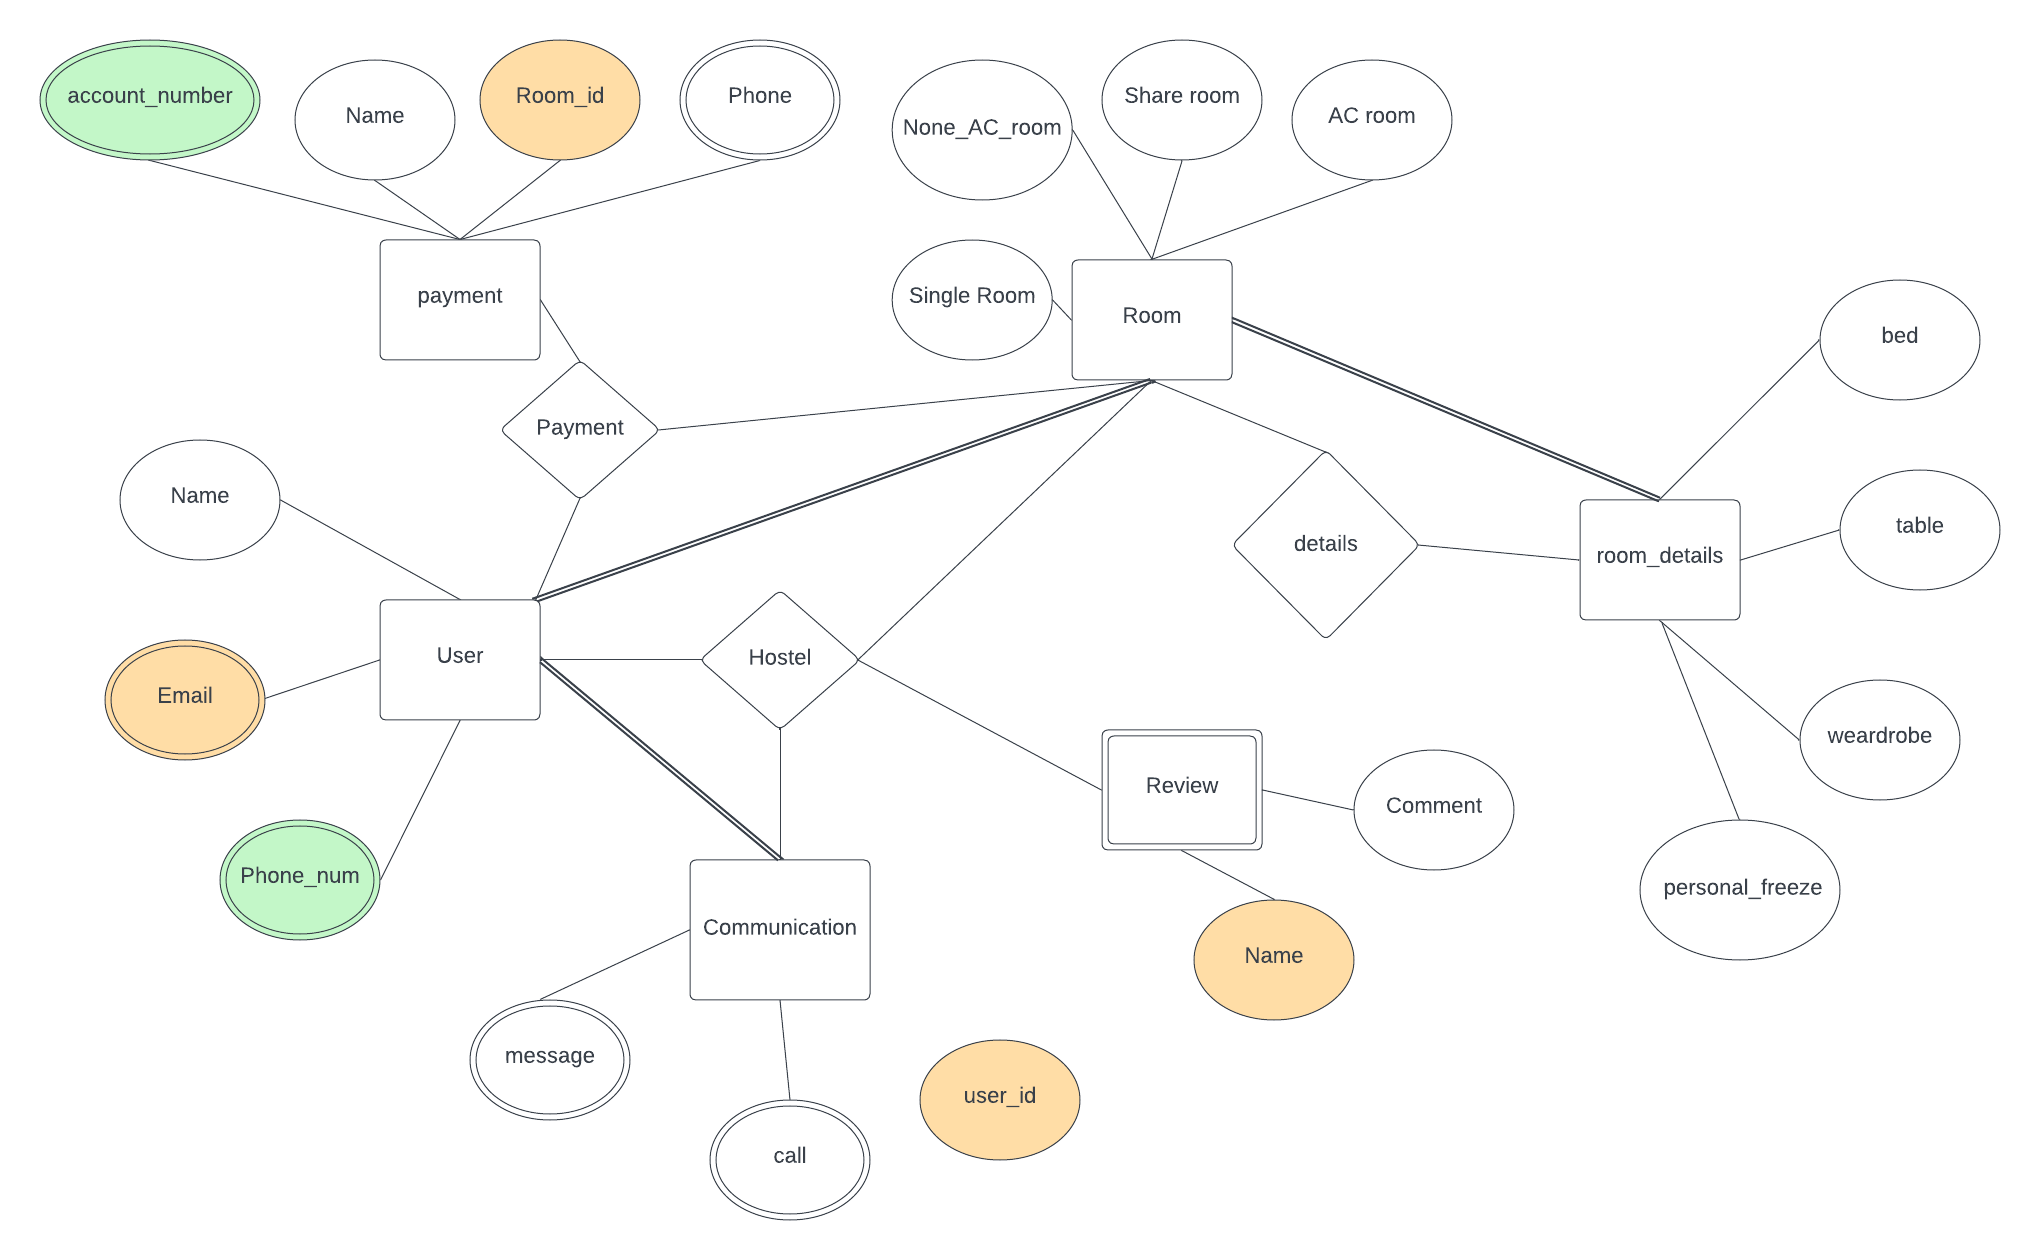 account_number
Name
Room_id
Phone
None_AC_room
Share room
AC room
payment
Single Room
Room
bed
Payment
Name
details
table
room_details
User
Hostel
Email
weardrobe
Review
Comment
Phone_num
personal_freeze
Communication
Name
message
user_id
call